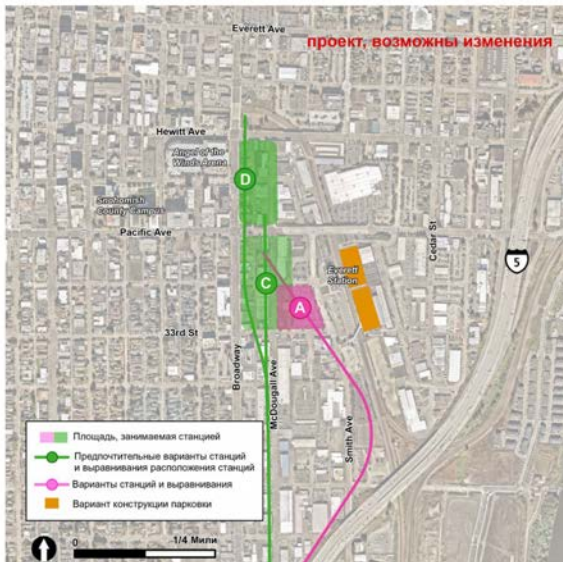 Everett Ave
проект, возможны изменения
Hewitt Ave
Angel of the
Winds Arena
D
Snohomish
County Campus
Pacific Ave
Cedar St
5
Everett
Station
C
A
33rd St
Broadway
McDougall Ave
Smith Ave
Площадь, занимаемая станцией
Предпочтительные варианты станций
и выравнивания расположения станций
Варианты станций и выравнивания
Вариант конструкции парковки
0
1/4 Мили